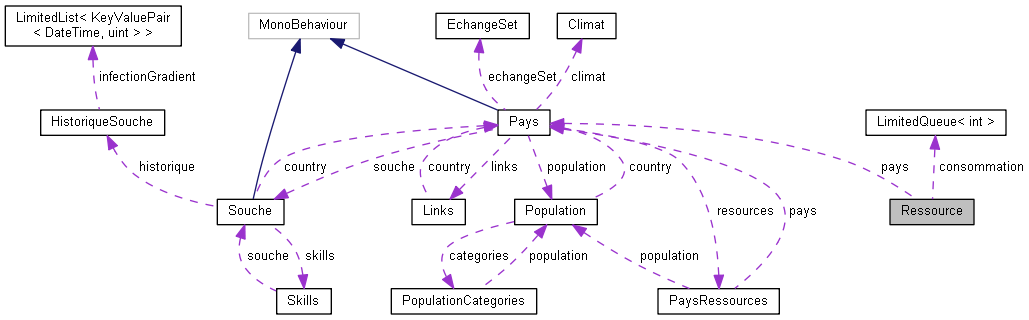 LimitedList< KeyValuePair
< DateTime, uint > >
MonoBehaviour
EchangeSet
Climat
infectionGradient
echangeSet
climat
HistoriqueSouche
Pays
LimitedQueue< int >
historique
country
souche
country
links
population
country
pays
consommation
Souche
Links
Population
resources
pays
Ressource
souche
skills
categories
population
population
Skills
PopulationCategories
PaysRessources